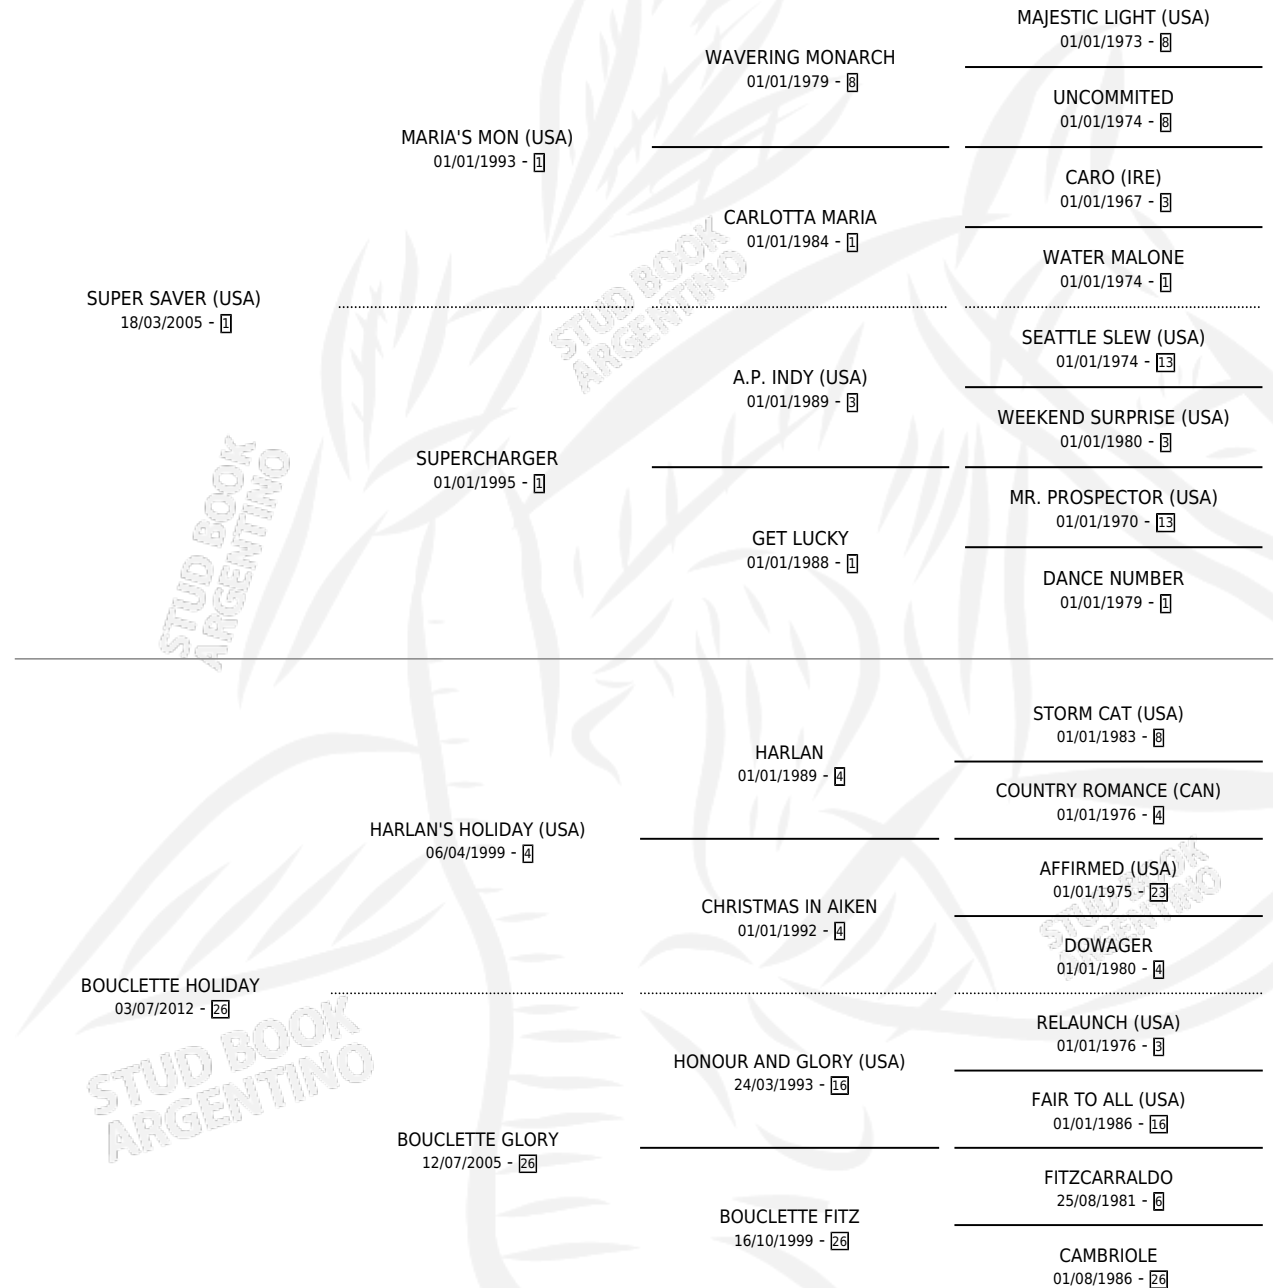 MAJESTIC LIGHT (USA)
01/01/1973 - 8
WAVERING MONARCH
01/01/1979 - 8
UNCOMMITED
01/01/1974 - 8
MARIA'S MON (USA)
01/01/1993 - 1
CARO (IRE)
01/01/1967 - 3
CARLOTTA MARIA
01/01/1984 - 1
WATER MALONE
01/01/1974 - 1
SUPER SAVER (USA)
18/03/2005 - 1
SEATTLE SLEW (USA)
01/01/1974 - 13
A.P. INDY (USA)
01/01/1989 - 3
WEEKEND SURPRISE (USA)
01/01/1980 - 3
SUPERCHARGER
01/01/1995 - 1
MR. PROSPECTOR (USA)
01/01/1970 - 13
GET LUCKY
01/01/1988 - 1
DANCE NUMBER
01/01/1979 - 1
STUD BOOK
ARGENTINO
STUD BOOK
ARGENTINO
STORM CAT (USA)
01/01/1983 - 8
HARLAN
01/01/1989 - 4
COUNTRY ROMANCE (CAN)
01/01/1976 - 4
HARLAN'S HOLIDAY (USA)
06/04/1999 - 4
AFFIRMED (USA)
01/01/1975 - 23
CHRISTMAS IN AIKEN
01/01/1992 - 4
DOWAGER
01/01/1980 - 4
BOUCLETTE HOLIDAY
03/07/2012 - 26
RELAUNCH (USA)
01/01/1976 - 3
HONOUR AND GLORY (USA)
24/03/1993 - 16
FAIR TO ALL (USA)
01/01/1986 - 16
BOUCLETTE GLORY
12/07/2005 - 26
FITZCARRALDO
25/08/1981 - 6
BOUCLETTE FITZ
16/10/1999 - 26
CAMBRIOLE
01/08/1986 - 26
STUD BOOK
ARGENTINO
STUD BOOK
ARGENTINO